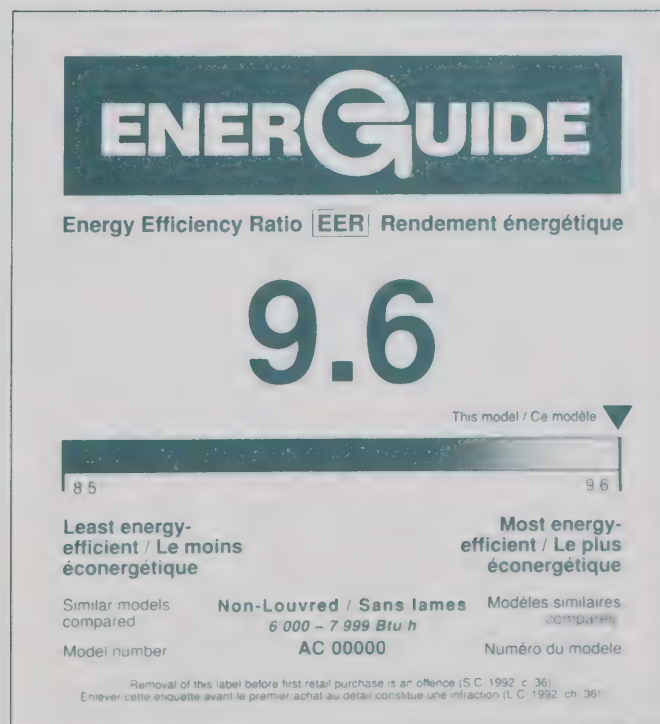 ENERGUIDE
Energy Efficiency Ratio EER Rendement énergétique
9.6
This model / Ce modèle
8.5 9.6
Least energy-efficient / Le moins éconergétique
Most energy-efficient / Le plus éconergétique
Similar models compared
Non-Louvred / Sans lames
6 000 – 7 999 Btu h
Modèles similaires comparés
Model number AC 00000 Numéro du modele
Removal of this label before first retail purchase is an offence (S.C. 1992, c. 36)
Enlever cette étiquette avant le premier achat au détail constitue une infraction (L.C. 1992, ch. 36)